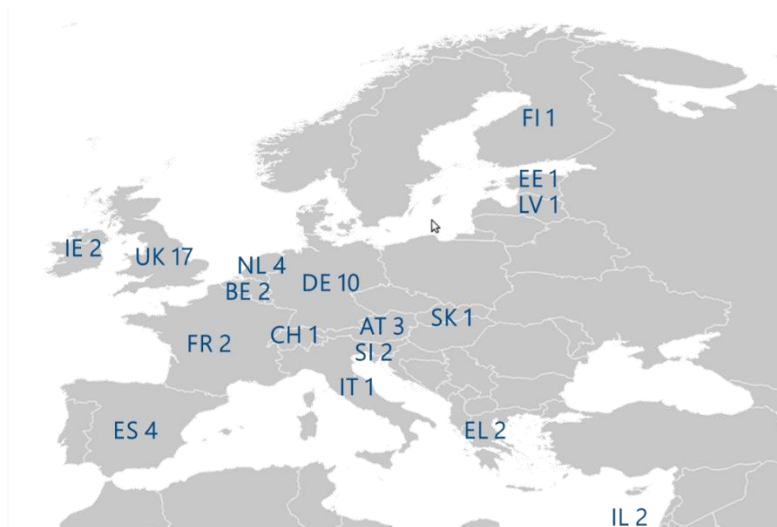 FI 1
EE 1
LV 1
IE 2
UK 17
NL 4
DE 10
BE 2
SK 1
AT 3
CH 1
FR 2
SI 2
IT 1
ES 4
EL 2
IL 2